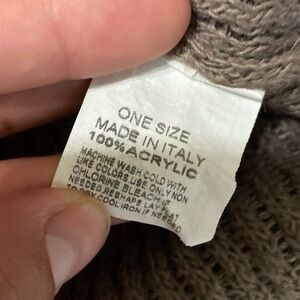 ONE SIZE
MADE IN ITALY
100% ACRYLIC
MACHINE WASH COLD WITH
LIKE COLORS USE ONLY NON
CHLORINE BLEACH IF
NEEDED. RESHAPE LAY FLAT
TO DRY COOL IRON IF NEEDED